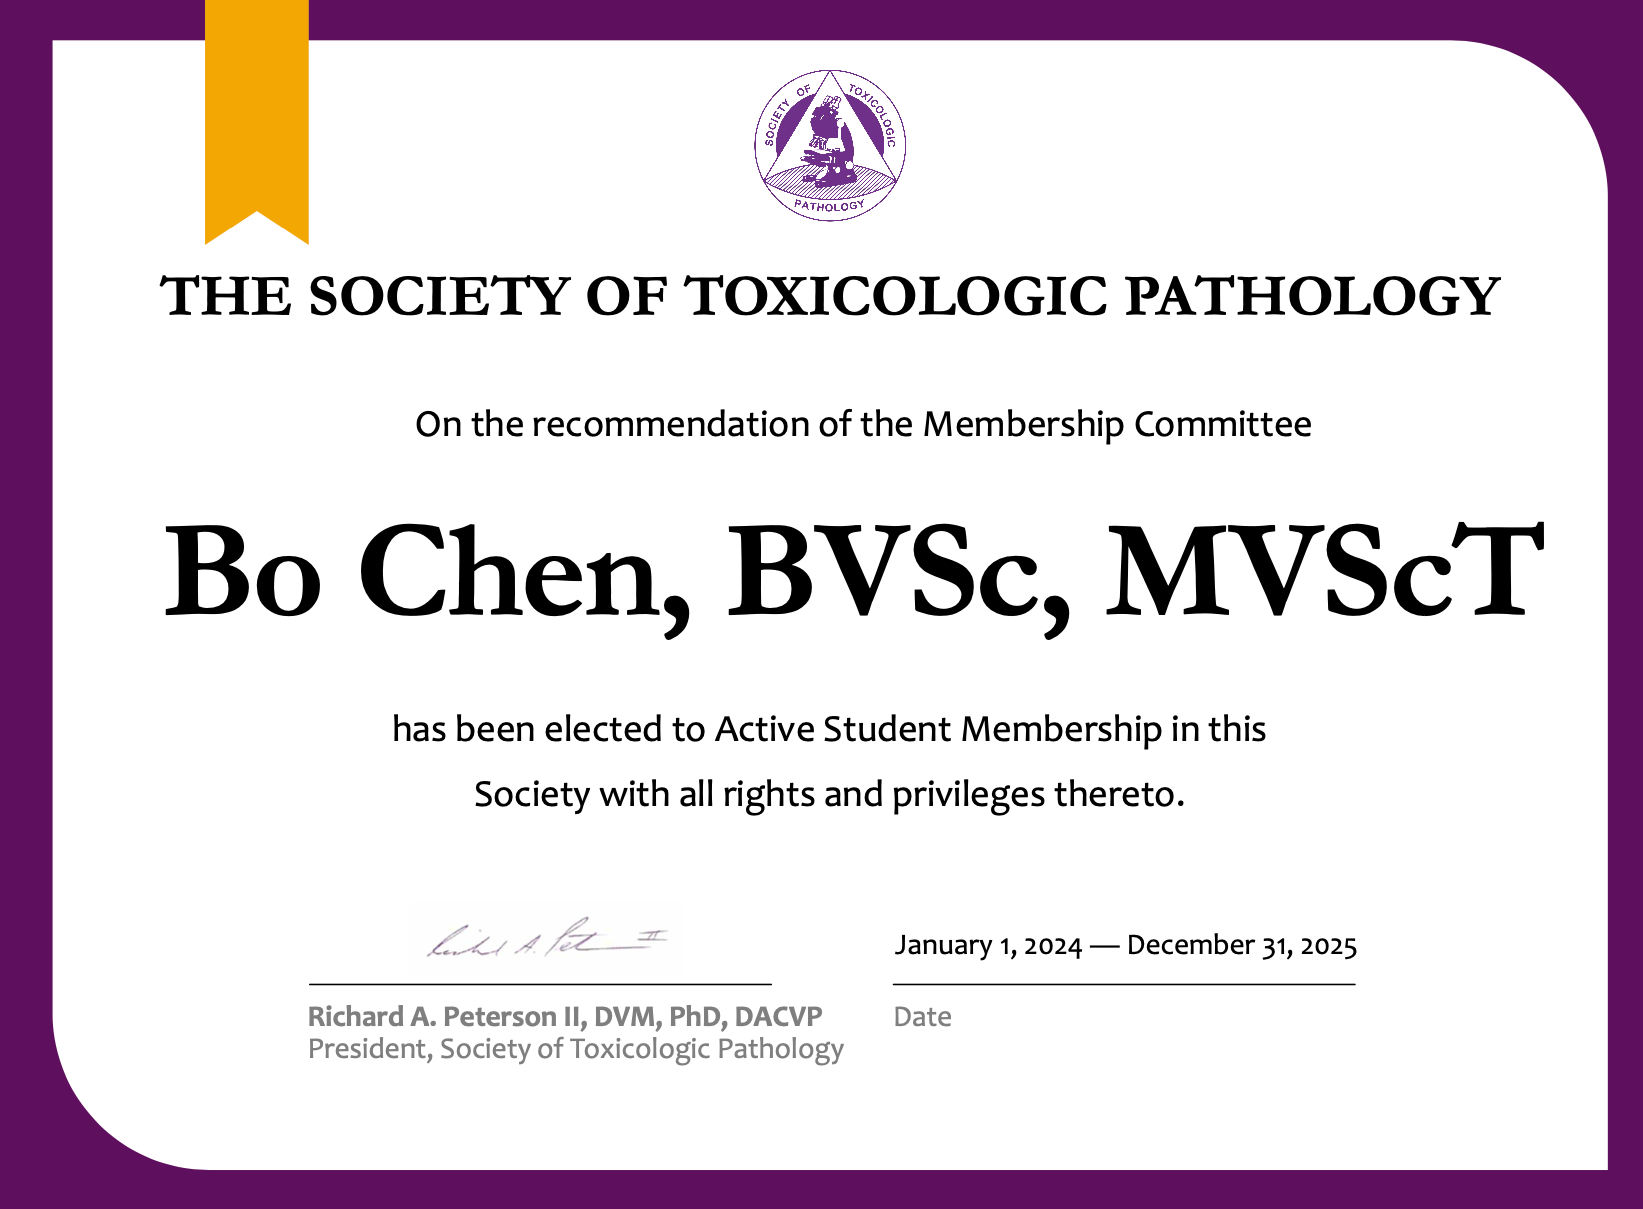 SOCIETY OF TOXICOLOGIC
PATHOLOGY
THE SOCIETY OF TOXICOLOGIC PATHOLOGY
On the recommendation of the Membership Committee
Bo Chen, BVSc, MVScT
has been elected to Active Student Membership in this
Society with all rights and privileges thereto.
Richard A. Peterson II
January 1, 2024 — December 31, 2025
Richard A. Peterson II, DVM, PhD, DACVP
Date
President, Society of Toxicologic Pathology